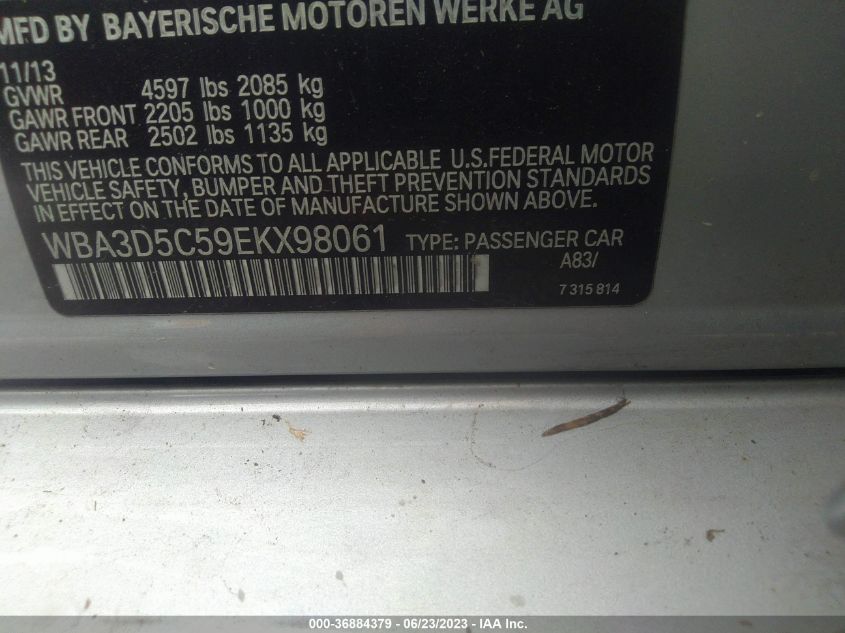 MFD BY BAYERISCHE MOTOREN WERKE AG
11/13
GVWR 4597 lbs 2085 kg
GAWR FRONT 2205 lbs 1000 kg
GAWR REAR 2502 lbs 1135 kg
THIS VEHICLE CONFORMS TO ALL APPLICABLE U.S.FEDERAL MOTOR
VEHICLE SAFETY, BUMPER AND THEFT PREVENTION STANDARDS
IN EFFECT ON THE DATE OF MANUFACTURE SHOWN ABOVE.
WBA3D5C59EKX98061 TYPE: PASSENGER CAR
A83/
7 315 814
000-36884379 - 06/23/2023 - IAA Inc.